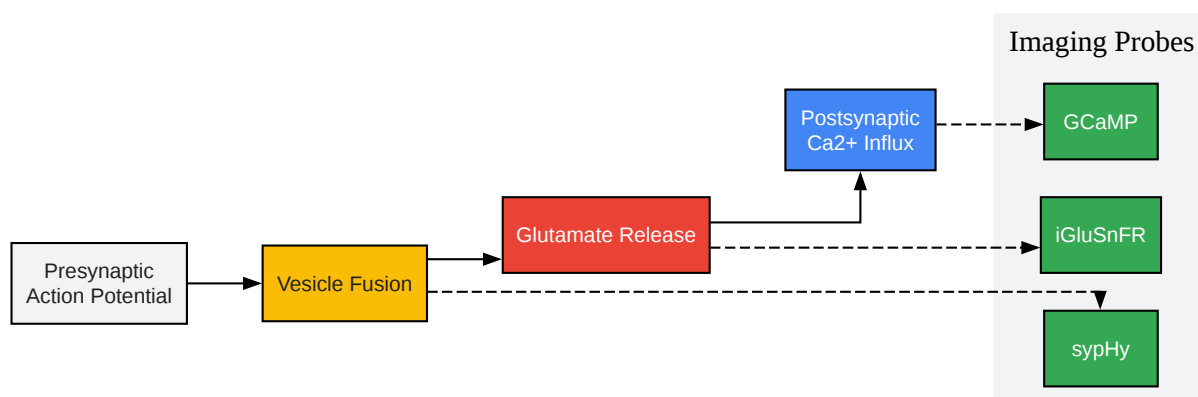 Imaging Probes
Postsynaptic
Ca2+ Influx
GCaMP
Glutamate Release
iGluSnFR
Presynaptic
Action Potential
Vesicle Fusion
sypHy